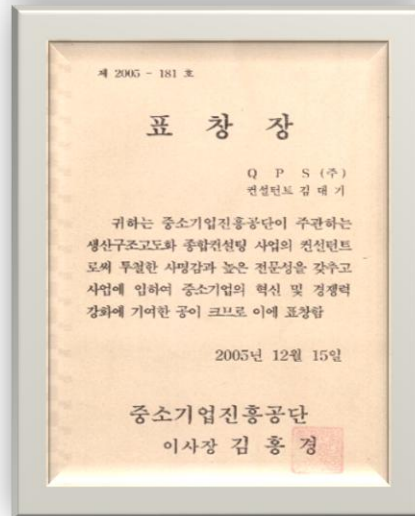 제 2005 - 181 호
표 창 장
Q P S (주)
컨설턴트 김 대 기
귀하는 중소기업진흥공단이 주관하는
생산구조고도화 종합컨설팅 사업의 컨설턴트
로써 투철한 사명감과 높은 전문성을 갖추고
사업에 임하여 중소기업의 혁신 및 경쟁력
강화에 기여한 공이 크므로 이에 표창함
2005년 12월 15일
중소기업진흥공단
이사장 김 홍 경